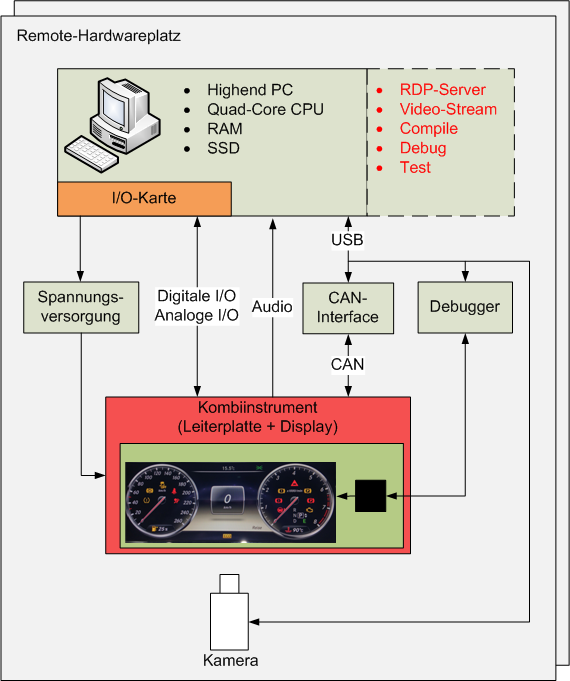 Remote-Hardwareplatz
Highend PC
Quad-Core CPU
RAM
SSD
RDP-Server
Video-Stream
Compile
Debug
Test
I/O-Karte
USB
Spannungs-
versorgung
Digitale I/O
Analoge I/O
Audio
CAN-
Interface
Debugger
CAN
Kombiinstrument
(Leiterplatte + Display)
0
Kamera